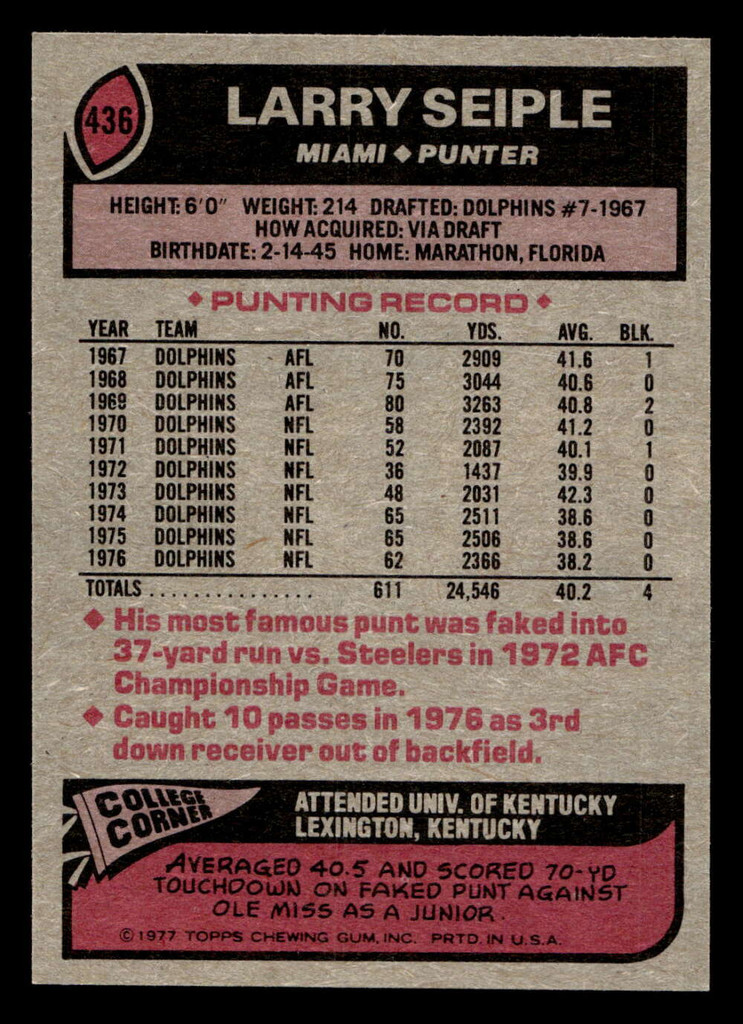 436
LARRY SEIPLE
MIAMI ◆ PUNTER
HEIGHT: 6'0" WEIGHT: 214 DRAFTED: DOLPHINS #7-1967
HOW ACQUIRED: VIA DRAFT
BIRTHDATE: 2-14-45 HOME: MARATHON, FLORIDA
◆ PUNTING RECORD ◆
YEAR TEAM NO. YDS. AVG. BLK.
1967 DOLPHINS AFL 70 2909 41.6 1
1968 DOLPHINS AFL 75 3044 40.6 0
1969 DOLPHINS AFL 80 3263 40.8 2
1970 DOLPHINS NFL 58 2392 41.2 0
1971 DOLPHINS NFL 52 2087 40.1 1
1972 DOLPHINS NFL 36 1437 39.9 0
1973 DOLPHINS NFL 48 2031 42.3 0
1974 DOLPHINS NFL 65 2511 38.6 0
1975 DOLPHINS NFL 65 2506 38.6 0
1976 DOLPHINS NFL 62 2366 38.2 0
TOTALS ................ 611 24,546 40.2 4
◆ His most famous punt was faked into
37-yard run vs. Steelers in 1972 AFC
Championship Game.
◆ Caught 10 passes in 1976 as 3rd
down receiver out of backfield.
COLLEGE
CORNER
ATTENDED UNIV. OF KENTUCKY
LEXINGTON, KENTUCKY
AVERAGED 40.5 AND SCORED 70-YD
TOUCHDOWN ON FAKED PUNT AGAINST
OLE MISS AS A JUNIOR.
© 1977 TOPPS CHEWING GUM, INC. PRTD. IN U.S.A.